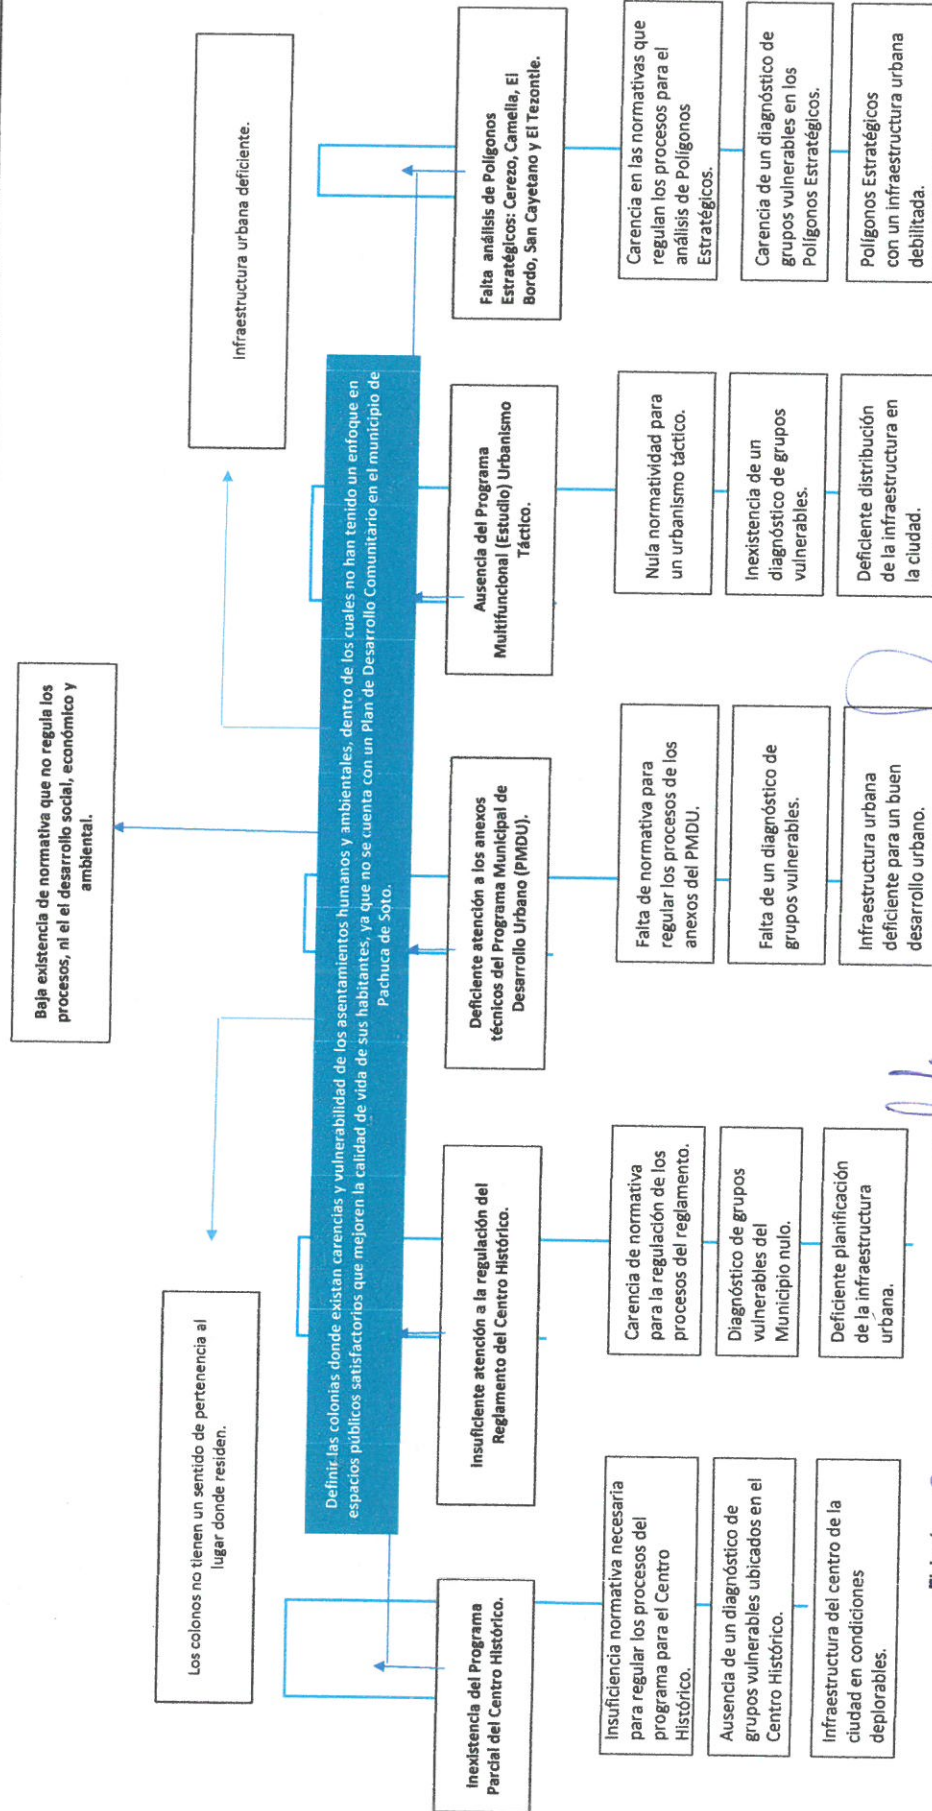 Baja existencia de normativa que no regula los
procesos, ni el el desarrollo social, económico y
ambiental.
Los colonos no tienen un sentido de pertenencia al
lugar donde residen.
Infraestructura urbana deficiente.
Definir las colonias donde existan carencias y vulnerabilidad de los asentamientos humanos y ambientales, dentro de los cuales no han tenido un enfoque en
espacios públicos satisfactorios que mejoren la calidad de vida de sus habitantes, ya que no se cuenta con un Plan de Desarrollo Comunitario en el municipio de
Pachuca de Soto.
Inexistencia del Programa
Parcial del Centro Histórico.
Insuficiencia normativa necesaria
para regular los procesos del
programa para el Centro
Histórico.
Ausencia de un diagnóstico de
grupos vulnerables ubicados en el
Centro Histórico.
Infraestructura del centro de la
ciudad en condiciones
deplorables.
Insuficiente atención a la regulación del
Reglamento del Centro Histórico.
Carencia de normativa
para la regulación de los
procesos del reglamento.
Diagnóstico de grupos
vulnerables del
Municipio nulo.
Deficiente planificación
de la infraestructura
urbana.
Deficiente atención a los anexos
técnicos del Programa Municipal de
Desarrollo Urbano (PMDU).
Falta de normativa para
regular los procesos de los
anexos del PMDU.
Falta de un diagnóstico de
grupos vulnerables.
Infraestructura urbana
deficiente para un buen
desarrollo urbano.
Ausencia del Programa
Multifuncional (Estudio) Urbanismo
Táctico.
Nula normatividad para
un urbanismo táctico.
Inexistencia de un
diagnóstico de grupos
vulnerables.
Deficiente distribución
de la infraestructura en
la ciudad.
Falta análisis de Polígonos
Estratégicos: Cerezo, Camelia, El
Bordo, San Cayetano y El Tezontle.
Carencia en las normativas que
regulan los procesos para el
análisis de Polígonos
Estratégicos.
Carencia de un diagnóstico de
grupos vulnerables en los
Polígonos Estratégicos.
Polígonos Estratégicos
con un infraestructura urbana
debilitada.